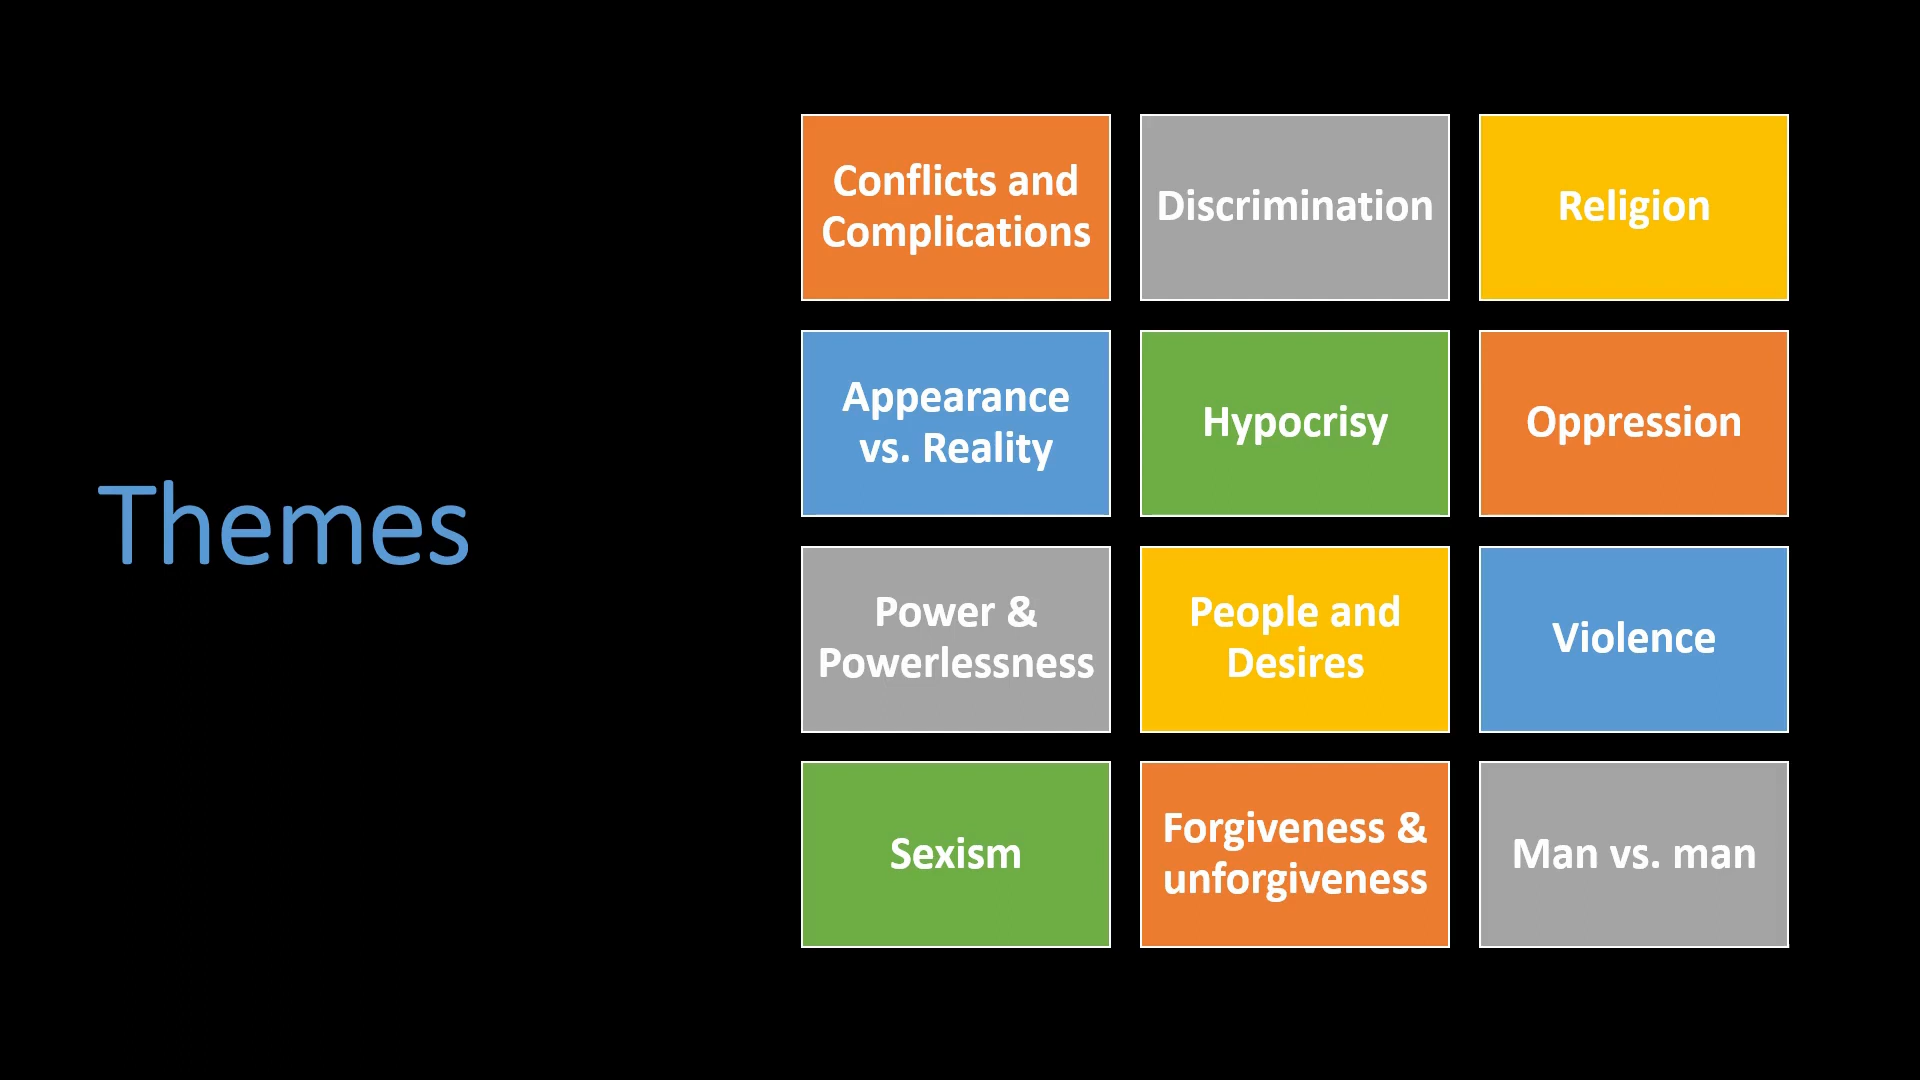 Themes
Conflicts and
Complications
Discrimination
Religion
Appearance
vs. Reality
Hypocrisy
Oppression
Power &
Powerlessness
People and
Desires
Violence
Sexism
Forgiveness &
unforgiveness
Man vs. man